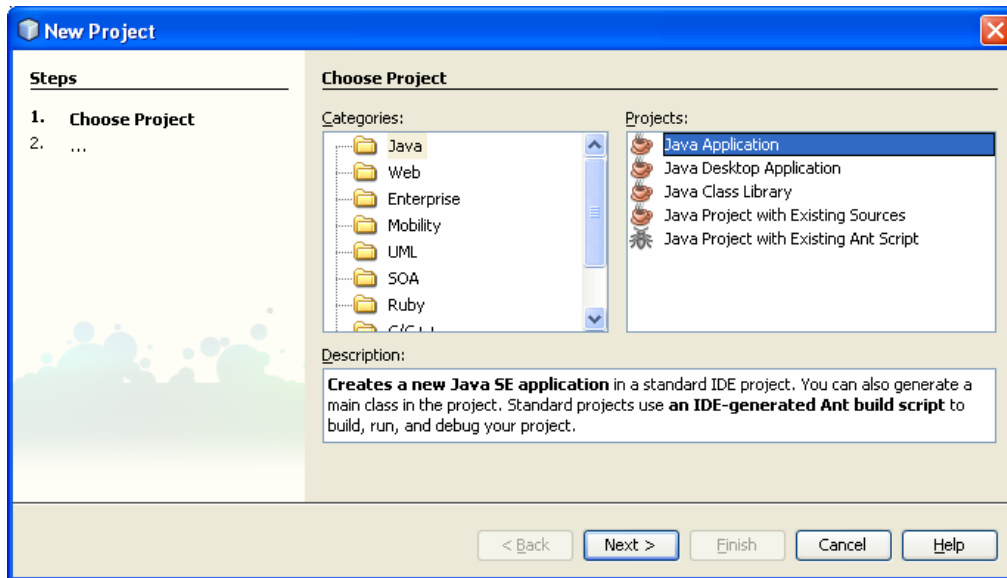 New Project
Steps
1. Choose Project
2. ...
Choose Project
Categories:
Java
Web
Enterprise
Mobility
UML
SOA
Ruby
Projects:
Java Application
Java Desktop Application
Java Class Library
Java Project with Existing Sources
Java Project with Existing Ant Script
Description:
Creates a new Java SE application in a standard IDE project. You can also generate a
main class in the project. Standard projects use an IDE-generated Ant build script to
build, run, and debug your project.
< Back
Next >
Finish
Cancel
Help